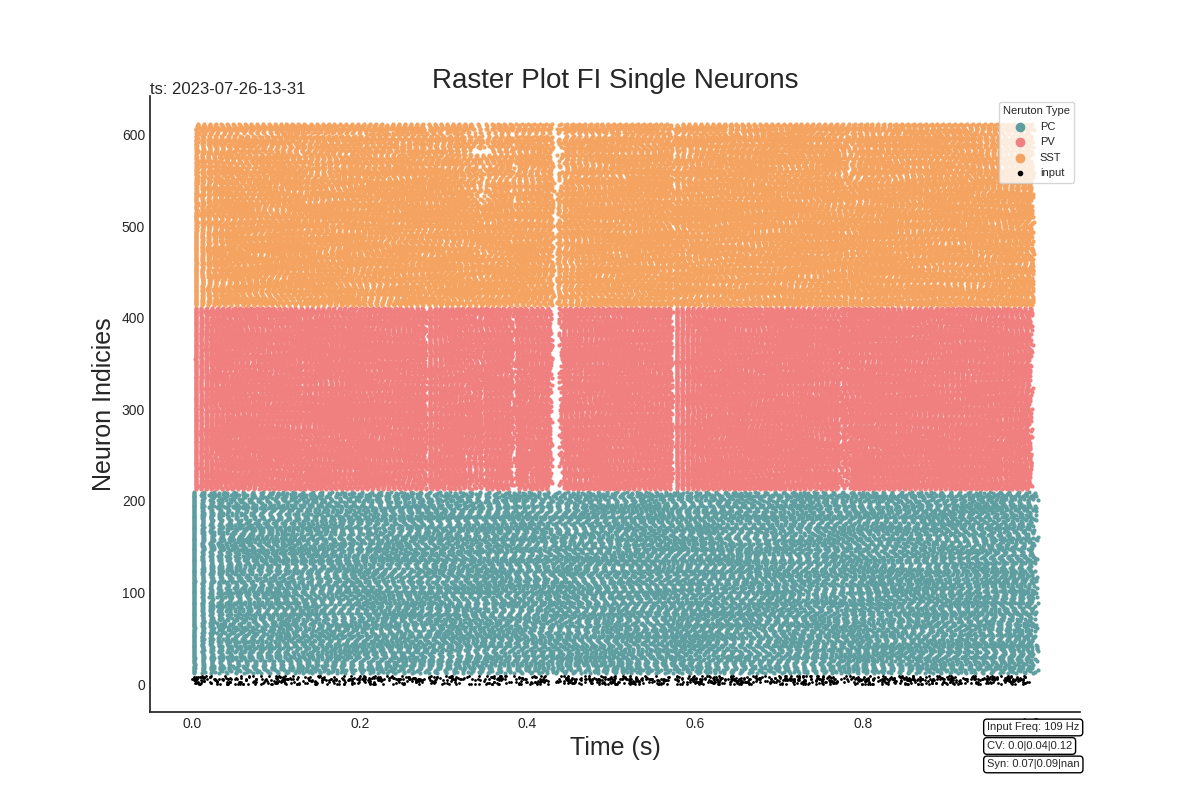 Raster Plot FI Single Neurons
ts: 2023-07-26-13-31
Neruton Type
PC
PV
SST
input
Neuron Indicies
600
500
400
300
200
100
0
0.0 0.2 0.4 0.6 0.8
Time (s)
Input Freq: 109 Hz
CV: 0.0|0.04|0.12
Syn: 0.07|0.09|nan